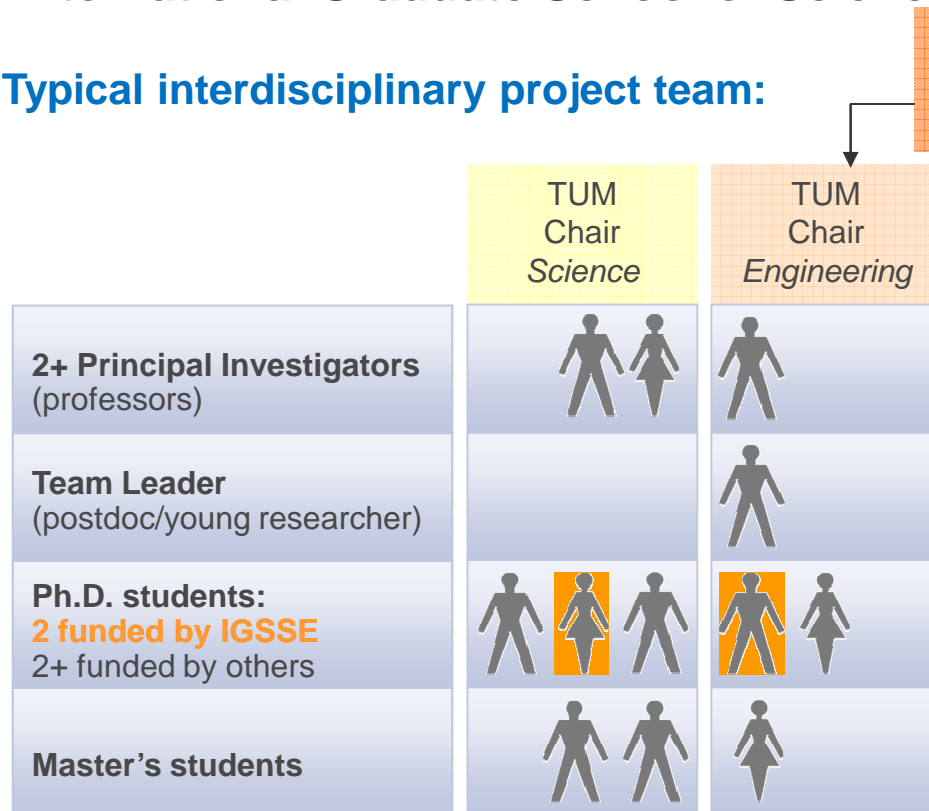 Typical interdisciplinary project team:
TUM
Chair
Science
TUM
Chair
Engineering
2+ Principal Investigators
(professors)
Team Leader
(postdoc/young researcher)
Ph.D. students:
2 funded by IGSSE
2+ funded by others
Master’s students